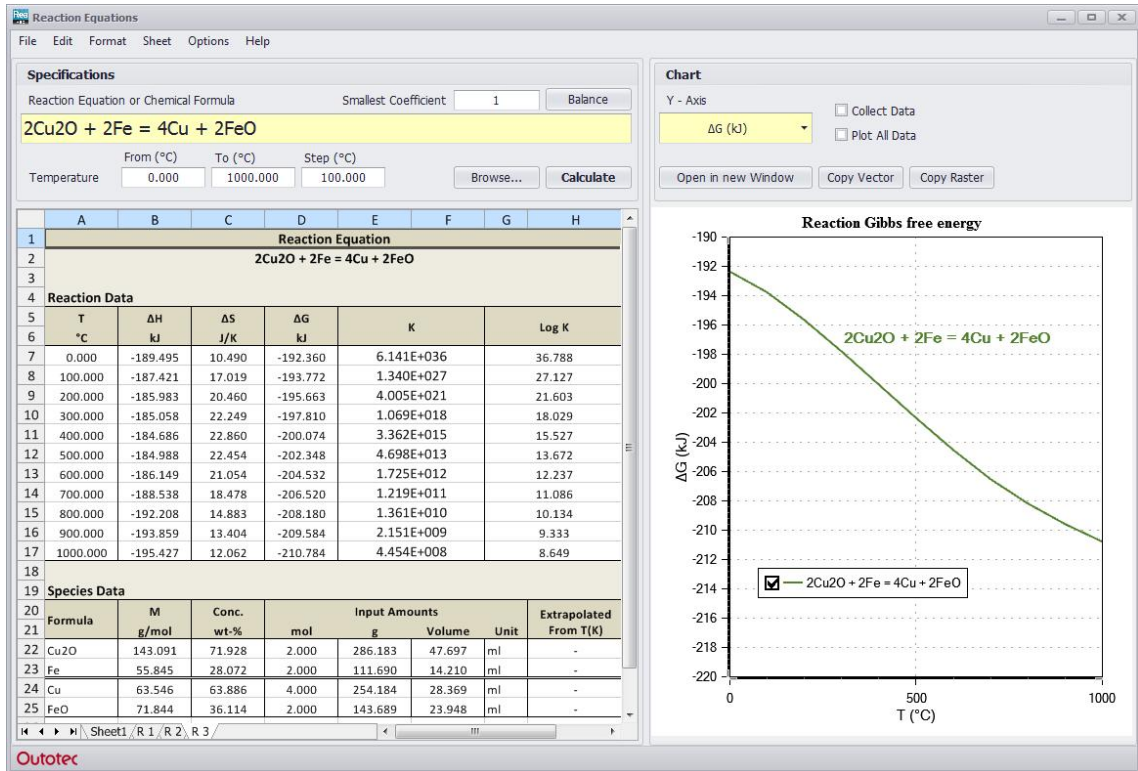 Reaction Equations
File Edit Format Sheet Options Help
Specifications
Reaction Equation or Chemical Formula Smallest Coefficient 1 Balance
2Cu2O + 2Fe = 4Cu + 2FeO
From (°C) To (°C) Step (°C)
Temperature 0.000 1000.000 100.000 Browse... Calculate
A B C D E F G H
1 Reaction Equation
2 2Cu2O + 2Fe = 4Cu + 2FeO
3
4 Reaction Data
5 T ΔH ΔS ΔG K Log K
6 °C kJ J/K kJ
7 0.000 -189.495 10.490 -192.360 6.141E+036 36.788
8 100.000 -187.421 17.019 -193.772 1.340E+027 27.127
9 200.000 -185.983 20.460 -195.663 4.005E+021 21.603
10 300.000 -185.058 22.249 -197.810 1.069E+018 18.029
11 400.000 -184.686 22.860 -200.074 3.362E+015 15.527
12 500.000 -184.988 22.454 -202.348 4.698E+013 13.672
13 600.000 -186.149 21.054 -204.532 1.725E+012 12.237
14 700.000 -188.538 18.478 -206.520 1.219E+011 11.086
15 800.000 -192.208 14.883 -208.180 1.361E+010 10.134
16 900.000 -193.859 13.404 -209.584 2.151E+009 9.333
17 1000.000 -195.427 12.062 -210.784 4.454E+008 8.649
18
19 Species Data
20 Formula M Conc. Input Amounts Extrapolated
21 g/mol wt-% mol g Volume Unit From T(K)
22 Cu2O 143.091 71.928 2.000 286.183 47.697 ml -
23 Fe 55.845 28.072 2.000 111.690 14.210 ml -
24 Cu 63.546 63.886 4.000 254.184 28.369 ml -
25 FeO 71.844 36.114 2.000 143.689 23.948 ml -
Sheet1 R 1 R 2 R 3
Outotec
Chart
Y - Axis
ΔG (kJ)
Collect Data
Plot All Data
Open in new Window Copy Vector Copy Raster
Reaction Gibbs free energy
-190
-192
-194
-196
2Cu2O + 2Fe = 4Cu + 2FeO
-198
-200
-202
-204
ΔG (kJ)
-206
-208
-210
-212
-214
2Cu2O + 2Fe = 4Cu + 2FeO
-216
-218
-220
0 500 1000
T (°C)